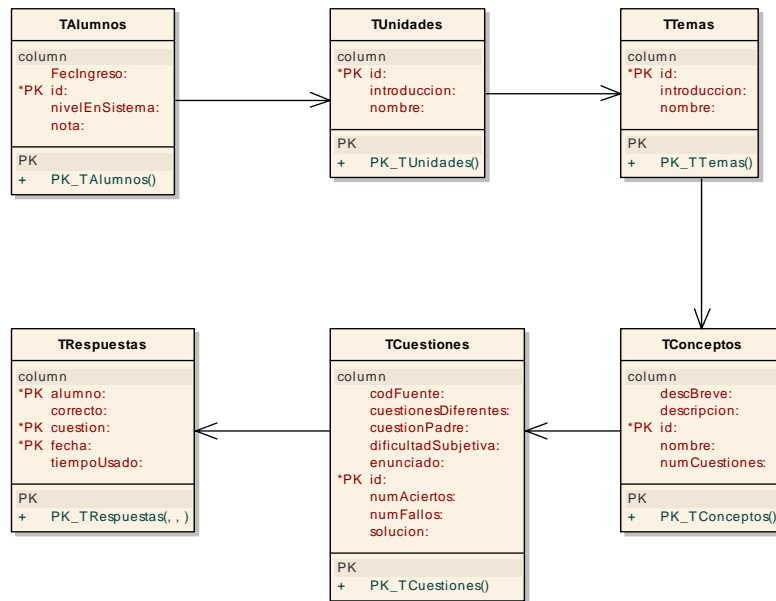 TAlumnos
column
FecIngreso:
*PK id:
nivelEnSistema:
nota:
PK
+ PK_TAlumnos()
TUnidades
column
*PK id:
introduccion:
nombre:
PK
+ PK_TUnidades()
TTemas
column
*PK id:
introduccion:
nombre:
PK
+ PK_TTemas()
TRespuestas
column
*PK alumno:
correcto:
*PK cuestion:
*PK fecha:
tiempoUsado:
PK
+ PK_TRespuestas(, , )
TCuestiones
column
codFuente:
cuestionesDiferentes:
cuestionPadre:
dificultadSubjetiva:
enunciado:
*PK id:
numAciertos:
numFallos:
solucion:
PK
+ PK_TCuestiones()
TConceptos
column
descBreve:
descripcion:
*PK id:
nombre:
numCuestiones:
PK
+ PK_TConceptos()